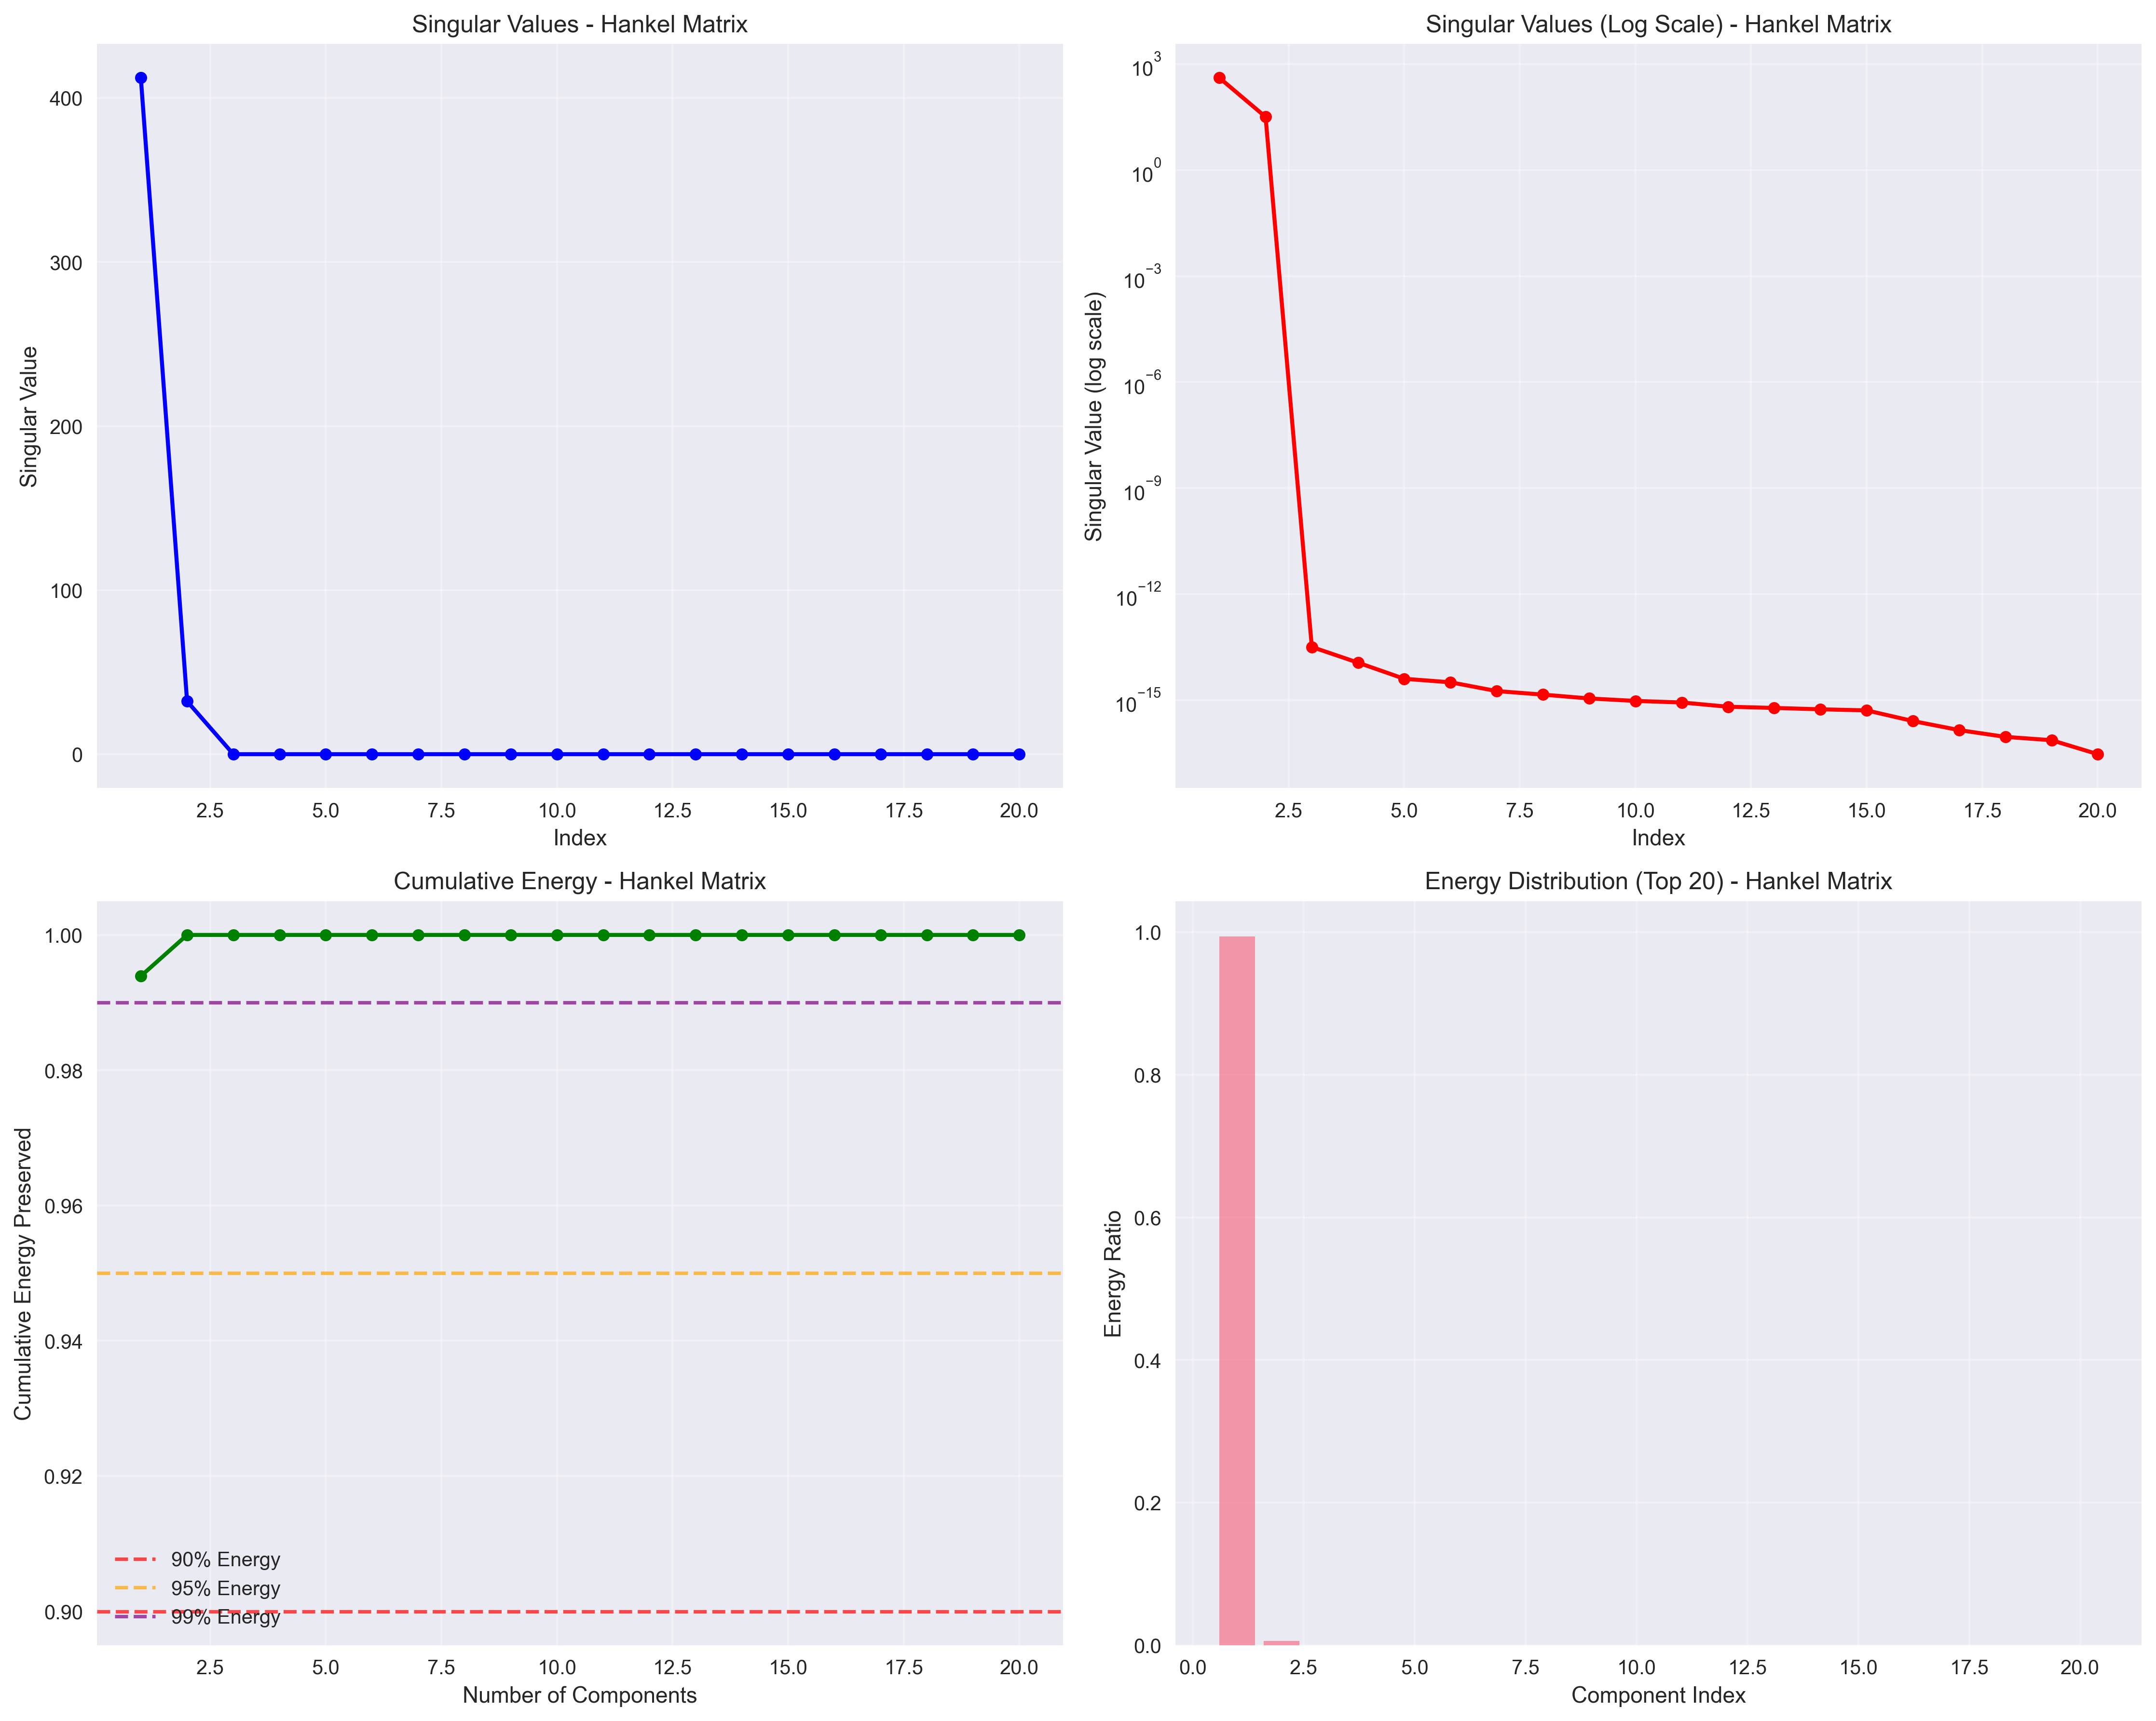 Singular Values - Hankel Matrix
400
300
200
100
0
Singular Value
2.5 5.0 7.5 10.0 12.5 15.0 17.5 20.0
Index
Singular Values (Log Scale) - Hankel Matrix
10³
10⁰
10⁻³
10⁻⁶
10⁻⁹
10⁻¹²
10⁻¹⁵
Singular Value (log scale)
2.5 5.0 7.5 10.0 12.5 15.0 17.5 20.0
Index
Cumulative Energy - Hankel Matrix
1.00
0.98
0.96
0.94
0.92
0.90
Cumulative Energy Preserved
90% Energy
95% Energy
99% Energy
2.5 5.0 7.5 10.0 12.5 15.0 17.5 20.0
Number of Components
Energy Distribution (Top 20) - Hankel Matrix
1.0
0.8
0.6
0.4
0.2
0.0
Energy Ratio
0.0 2.5 5.0 7.5 10.0 12.5 15.0 17.5 20.0
Component Index